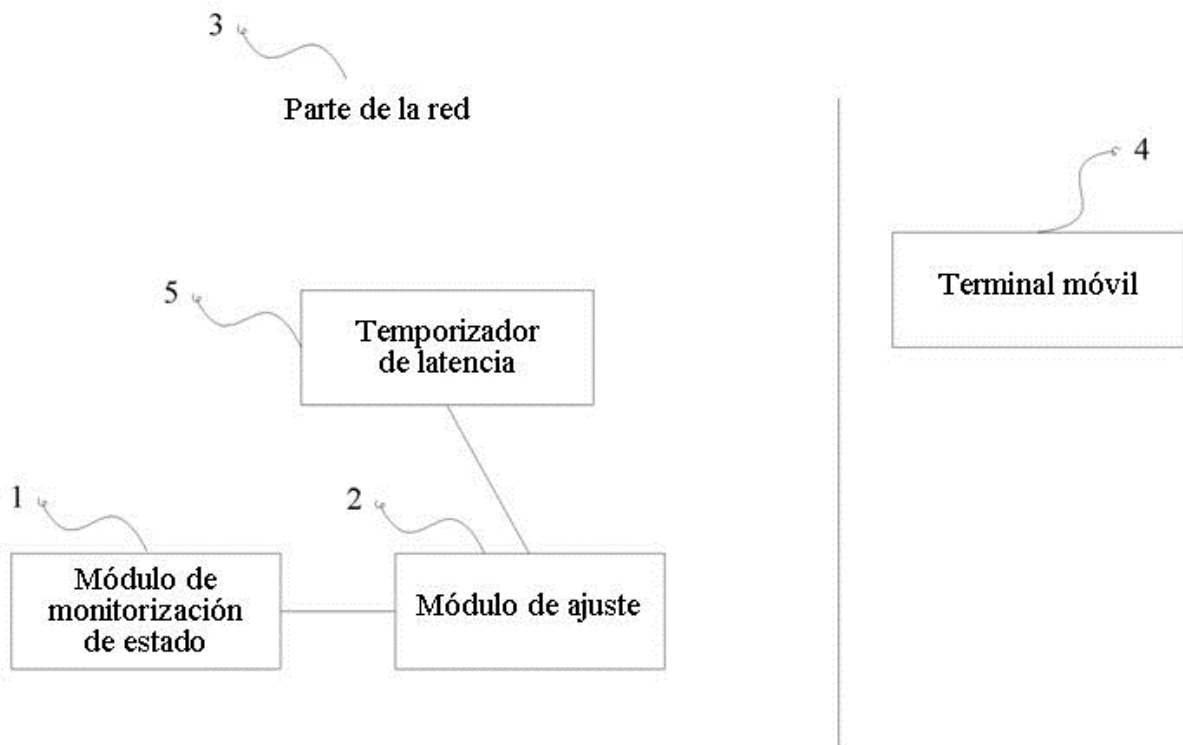 3
Parte de la red
4
Terminal móvil
5
Temporizador
de latencia
1
2
Módulo de
monitorización
de estado
Módulo de ajuste